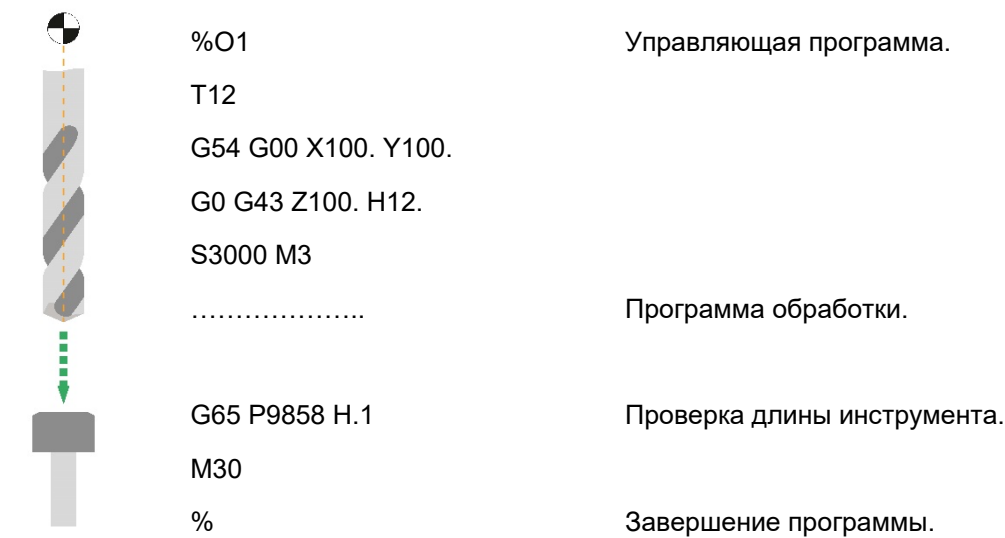 %O1 Управляющая программа.
T12
G54 G00 X100. Y100.
G0 G43 Z100. H12.
S3000 M3
……………….. Программа обработки.
G65 P9858 H.1 Проверка длины инструмента.
M30
% Завершение программы.